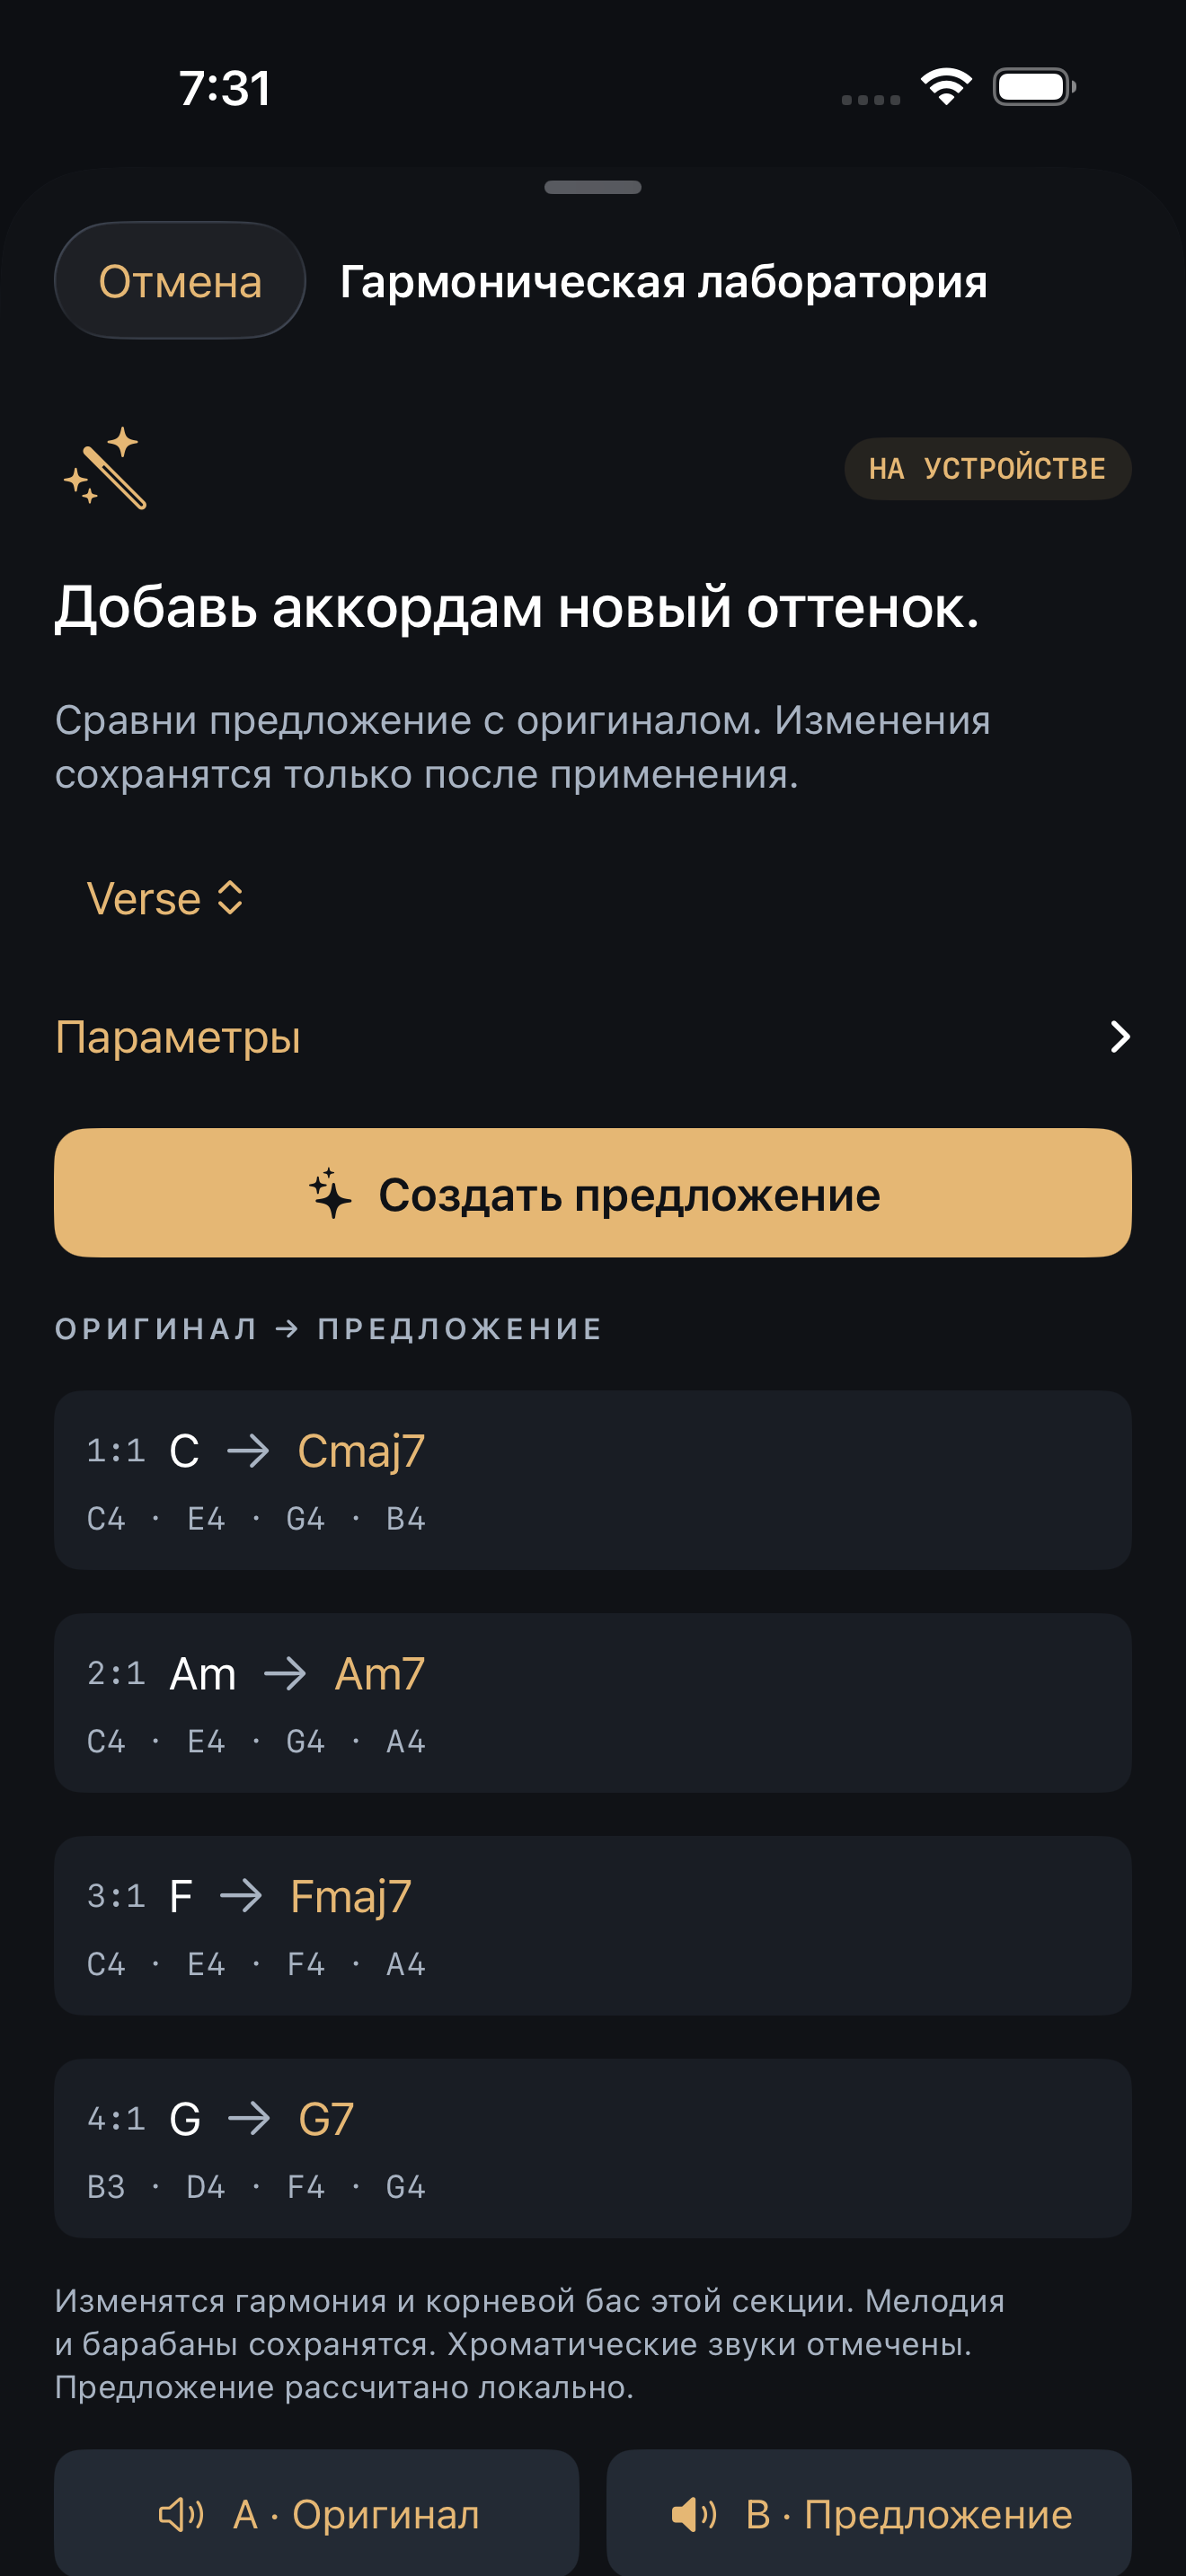 7:31
Отмена
Гармоническая лаборатория
НА УСТРОЙСТВЕ
Добавь аккордам новый оттенок.
Сравни предложение с оригиналом. Изменения
сохранятся только после применения.
Verse
Параметры
Создать предложение
ОРИГИНАЛ → ПРЕДЛОЖЕНИЕ
1:1 C → Cmaj7
C4 · E4 · G4 · B4
2:1 Am → Am7
C4 · E4 · G4 · A4
3:1 F → Fmaj7
C4 · E4 · F4 · A4
4:1 G → G7
B3 · D4 · F4 · G4
Изменятся гармония и корневой бас этой секции. Мелодия
и барабаны сохранятся. Хроматические звуки отмечены.
Предложение рассчитано локально.
A · Оригинал
B · Предложение